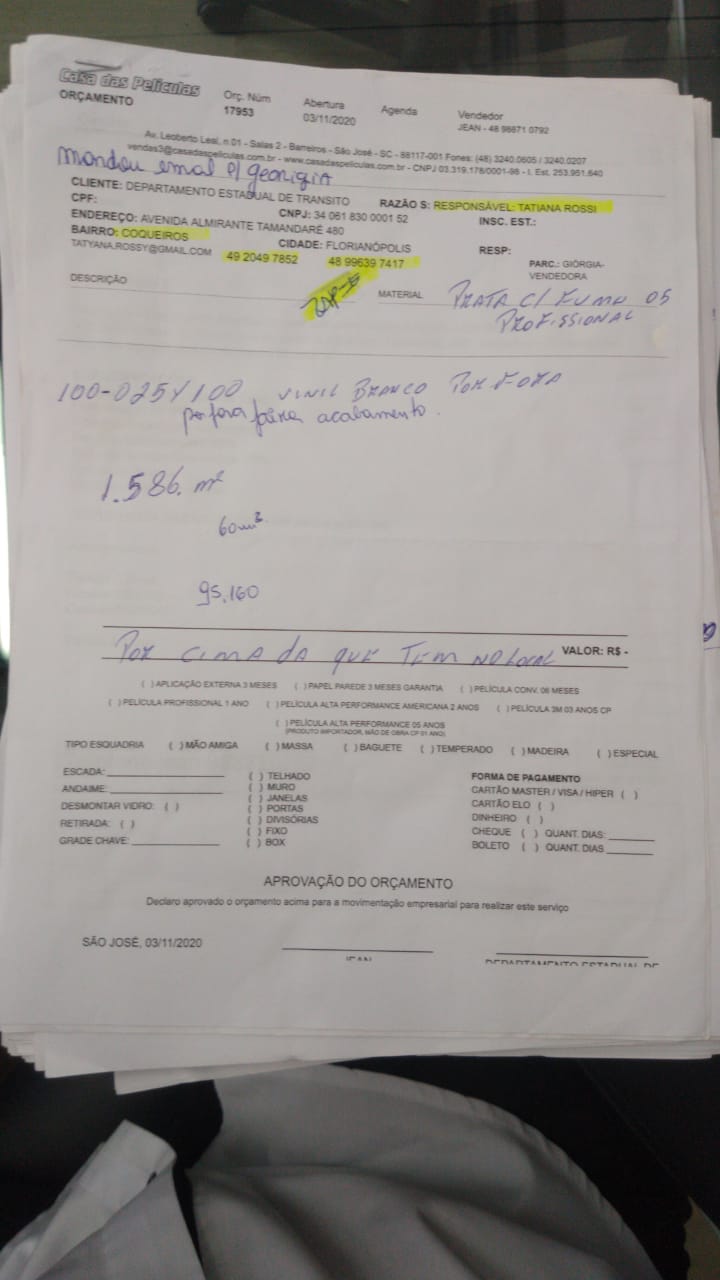 Casa das Películas
ORÇAMENTO
Orç. Núm
17953
Abertura
03/11/2020
Agenda
Vendedor
JEAN - 48 98871 0792
Av. Leoberto Leal, n.01 - Salas 2 - Barreiros - São José - SC - 88117-001 Fones: (48) 3240.0605 / 3240.0207
vendas3@casadaspeliculas.com.br - www.casadaspeliculas.com.br - CNPJ 03.319.178/0001-98 - I. Est. 253.951.640
mandou email p/ georigia
CLIENTE: DEPARTAMENTO ESTADUAL DE TRANSITO
RAZÃO S: RESPONSÁVEL: TATIANA ROSSI
CPF:
CNPJ: 34 061 830 0001 52
INSC. EST.:
ENDEREÇO: AVENIDA ALMIRANTE TAMANDARÉ 480
BAIRRO: COQUEIROS
CIDADE: FLORIANÓPOLIS
RESP:
TATYANA.ROSSY@GMAIL.COM
49 2049 7852
48 99639 7417
PARC.: GIÓRGIA-
VENDEDORA
DESCRIÇÃO
MATERIAL
PRATA C/ FUMÊ 05
PROFISSIONAL
100-025Y100 VINIL BRANCO POR FORA
por fora faixa acabamento.
1.586. m²
95.160
POR CIMA DA QUE TEM NO LOCAL
VALOR: R$ -
( ) APLICAÇÃO EXTERNA 3 MESES ( ) PAPEL PAREDE 3 MESES GARANTIA ( ) PELÍCULA CONV. 06 MESES
( ) PELÍCULA PROFISSIONAL 1 ANO ( ) PELÍCULA ALTA PERFORMANCE AMERICANA 2 ANOS ( ) PELÍCULA 3M 03 ANOS CP
( ) PELÍCULA ALTA PERFORMANCE 05 ANOS
(PRODUTO IMPORTADOR, MÃO DE OBRA CP 01 ANO)
TIPO ESQUADRIA ( ) MÃO AMIGA ( ) MASSA ( ) BAGUETE ( ) TEMPERADO ( ) MADEIRA ( ) ESPECIAL
ESCADA:
ANDAIME:
DESMONTAR VIDRO: ( )
RETIRADA: ( )
GRADE CHAVE:
( ) TELHADO
( ) MURO
( ) JANELAS
( ) PORTAS
( ) DIVISÓRIAS
( ) FIXO
( ) BOX
FORMA DE PAGAMENTO
CARTÃO MASTER / VISA / HIPER ( )
CARTÃO ELO ( )
DINHEIRO ( )
CHEQUE ( ) QUANT. DIAS:
BOLETO ( ) QUANT. DIAS
APROVAÇÃO DO ORÇAMENTO
Declaro aprovado o orçamento acima para a movimentação empresarial para realizar este serviço
SÃO JOSÉ, 03/11/2020
JEAN
DEPARTAMENTO ESTADUAL DE